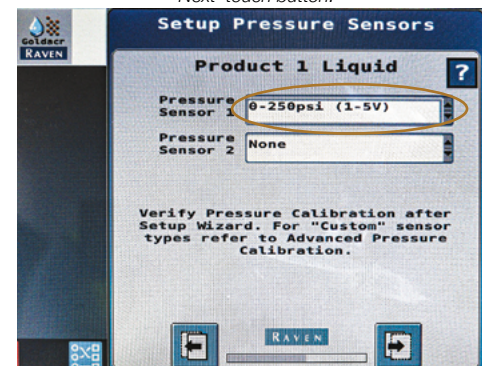 "Next" touch button.
Goldacr
RAVEN
Setup Pressure Sensors
Product 1 Liquid
?
Pressure
Sensor 1
0-250psi (1-5V)
Pressure
Sensor 2
None
Verify Pressure Calibration after
Setup Wizard. For "Custom" sensor
types refer to Advanced Pressure
Calibration.
RAVEN